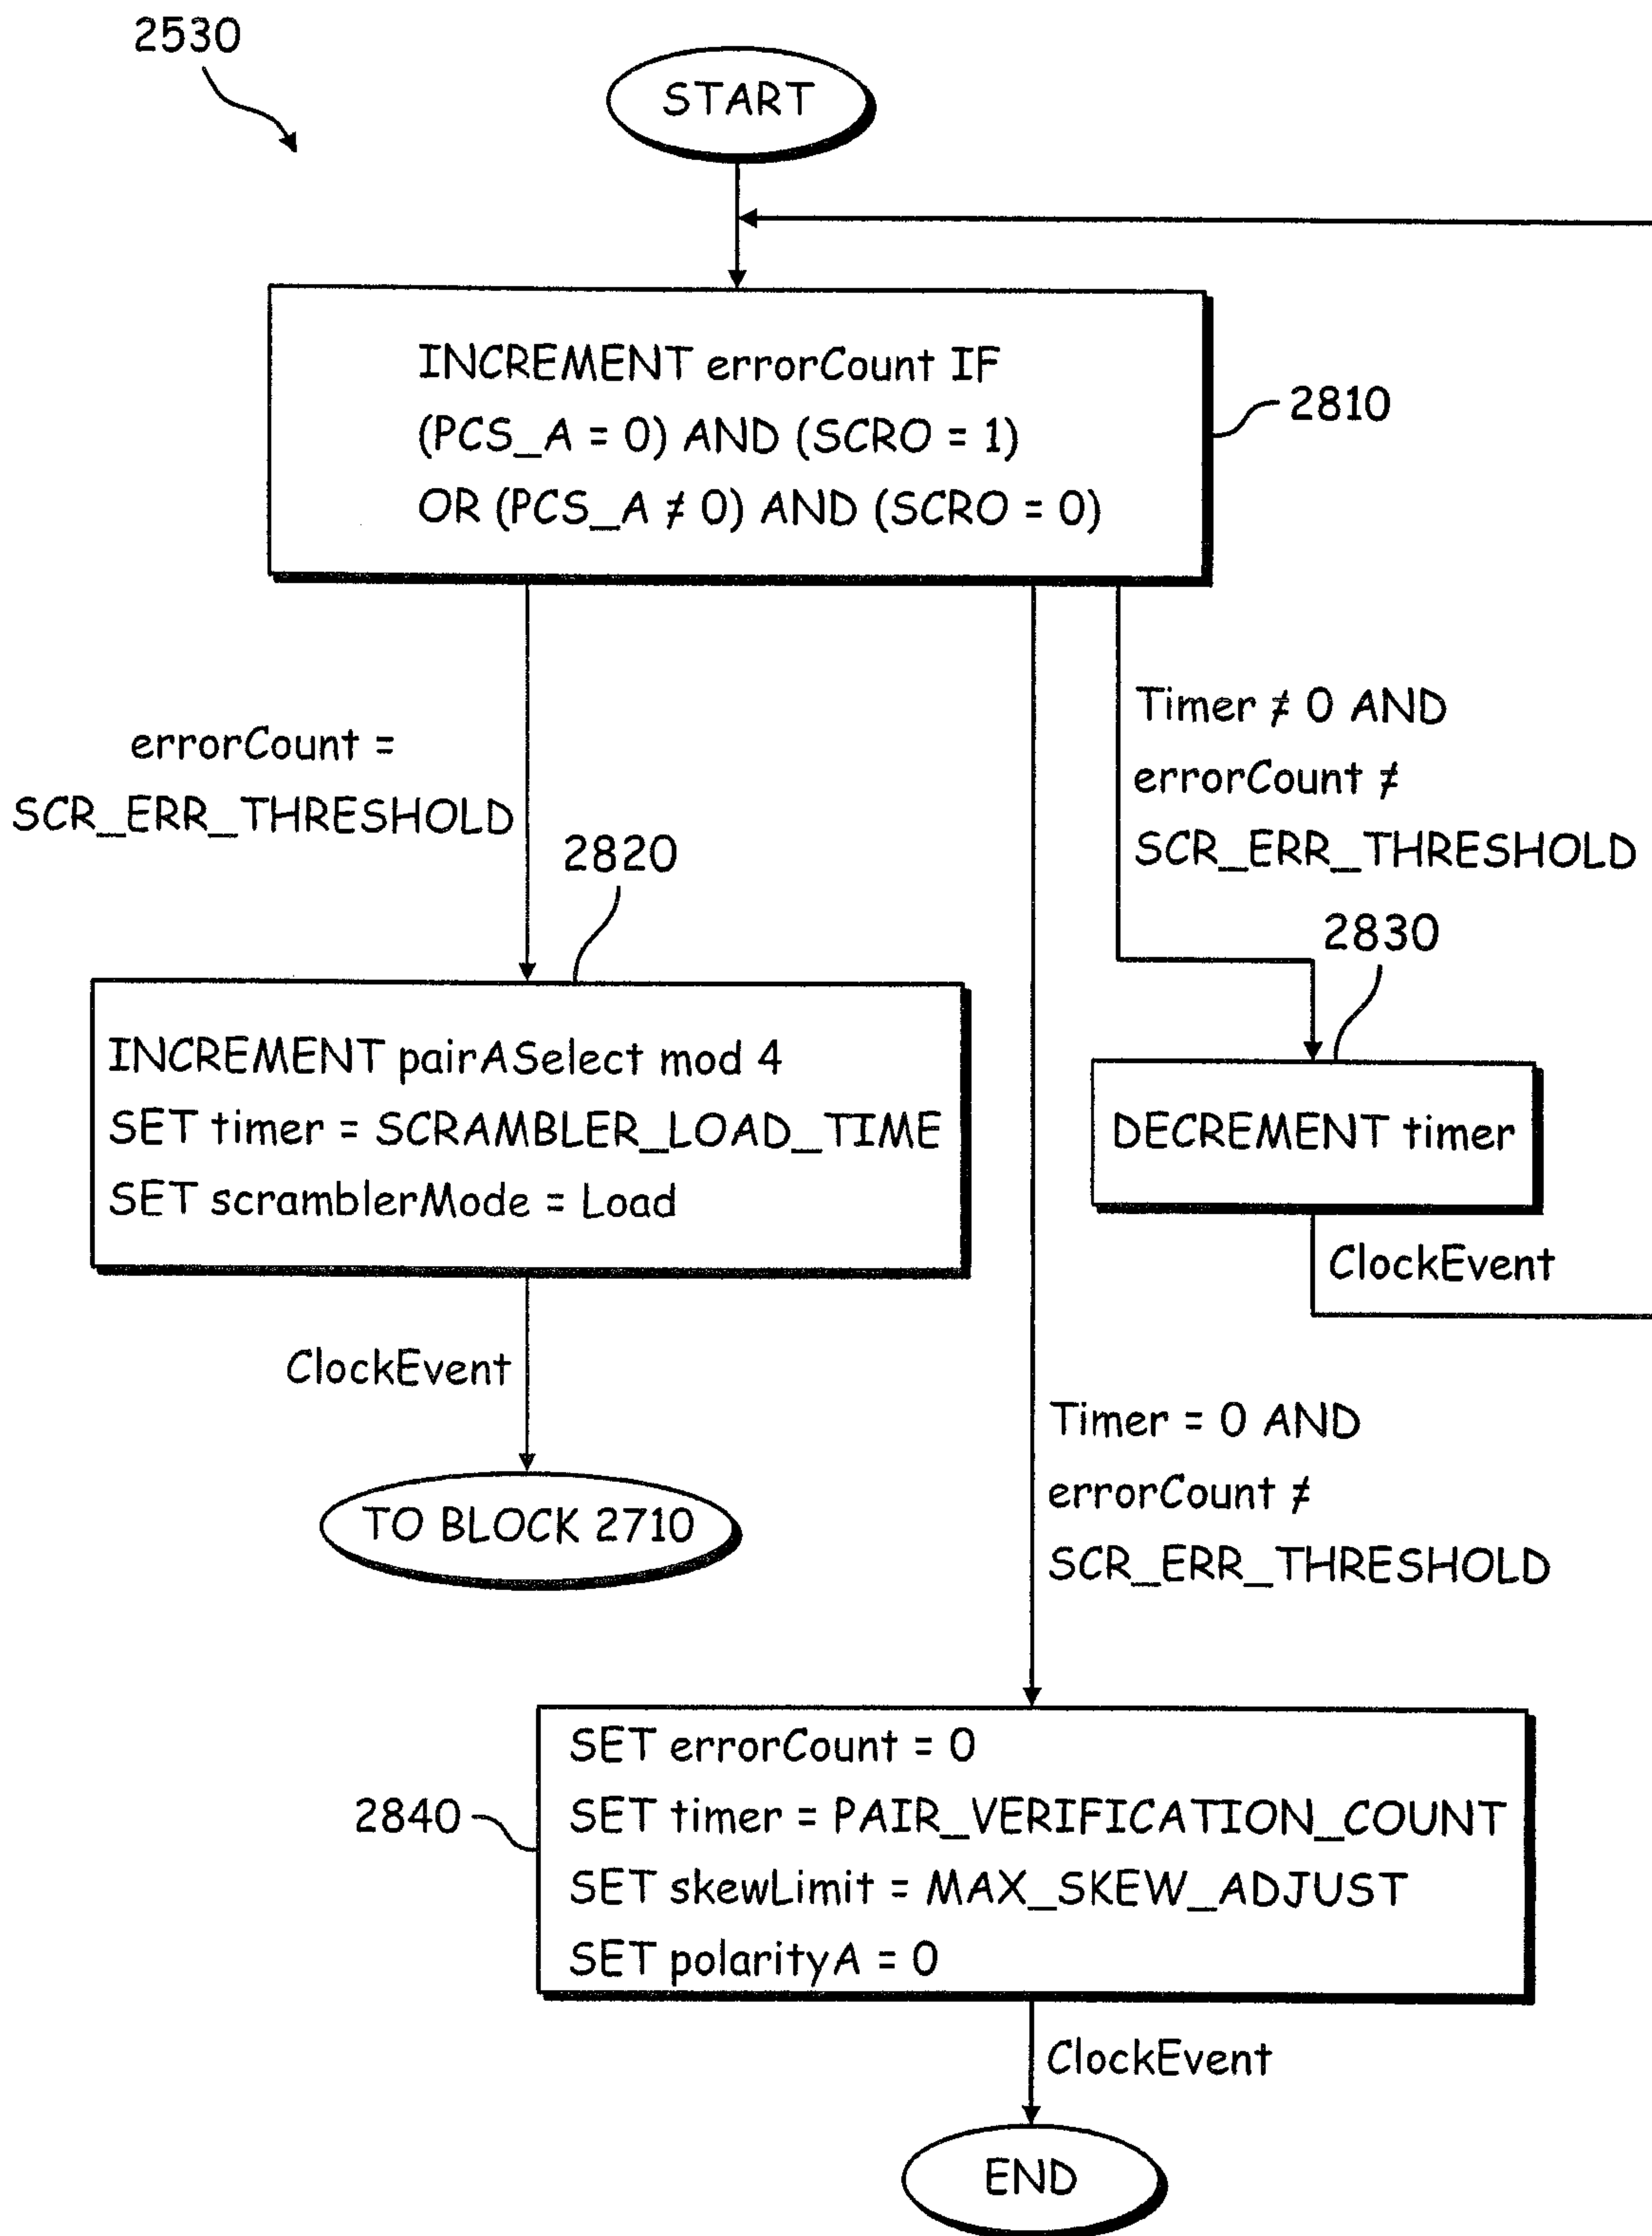 2530
START
INCREMENT errorCount IF
(PCS_A = 0) AND (SCRO = 1)
OR (PCS_A ≠ 0) AND (SCRO = 0)
2810
errorCount =
SCR_ERR_THRESHOLD
Timer ≠ 0 AND
errorCount ≠
SCR_ERR_THRESHOLD
2820
2830
INCREMENT pairASelect mod 4
SET timer = SCRAMBLER_LOAD_TIME
SET scramblerMode = Load
DECREMENT timer
ClockEvent
ClockEvent
TO BLOCK 2710
Timer = 0 AND
errorCount ≠
SCR_ERR_THRESHOLD
2840
SET errorCount = 0
SET timer = PAIR_VERIFICATION_COUNT
SET skewLimit = MAX_SKEW_ADJUST
SET polarityA = 0
ClockEvent
END